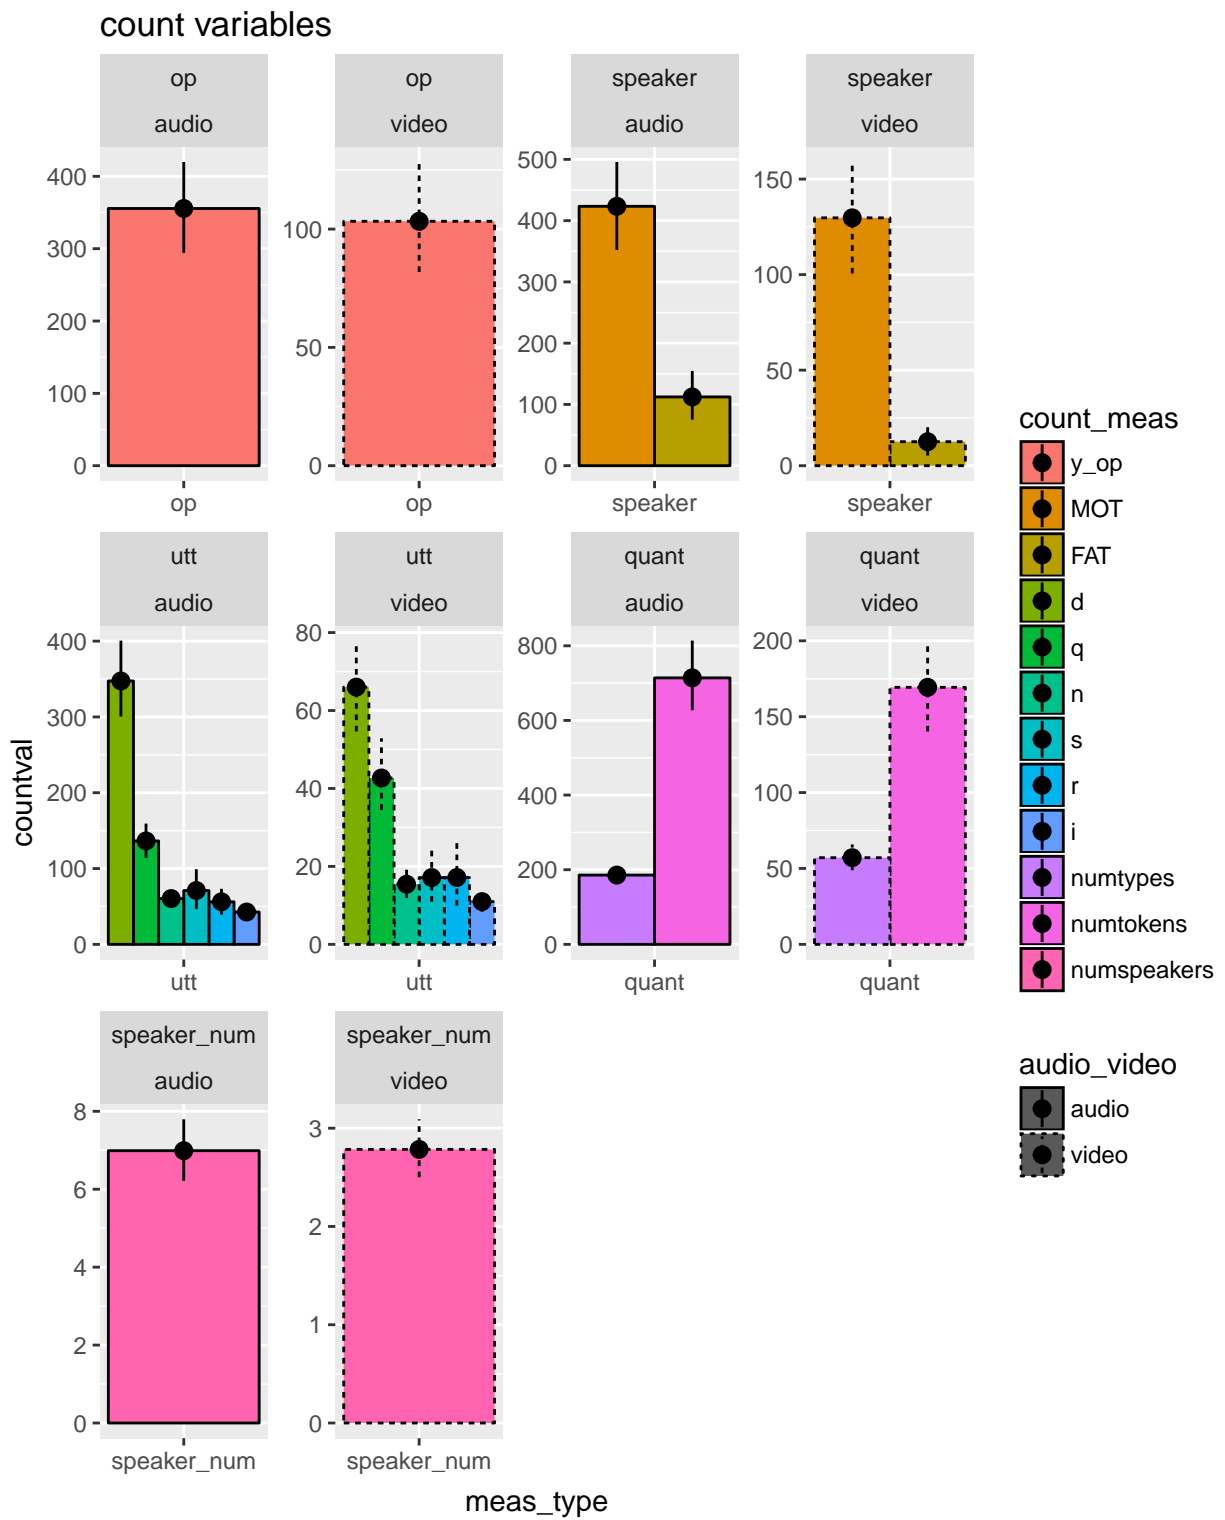 count variables
op
audio
400
300
200
100
0
op
op
video
100
50
0
op
speaker
audio
500
400
300
200
100
0
speaker
speaker
video
150
100
50
0
speaker
countval
utt
audio
400
300
200
100
0
utt
utt
video
80
60
40
20
0
utt
quant
audio
800
600
400
200
0
quant
quant
video
200
150
100
50
0
quant
speaker_num
audio
8
6
4
2
0
speaker_num
speaker_num
video
3
2
1
0
speaker_num
meas_type
count_meas
y_op
MOT
FAT
d
q
n
s
r
i
numtypes
numtokens
numspeakers
audio_video
audio
video